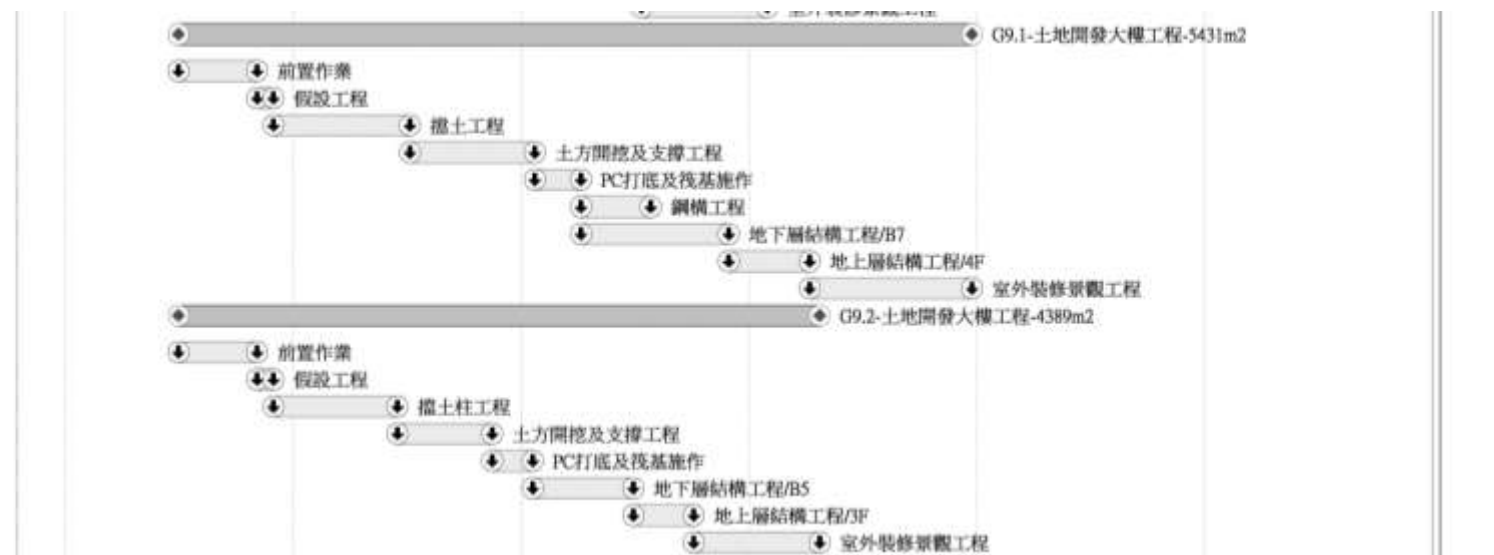 G9.1-土地開發大樓工程-5431m2
前置作業
假設工程
擋土工程
土方開挖及支撐工程
PC打底及筏基施作
鋼構工程
地下層結構工程/B7
地上層結構工程/4F
室外裝修景觀工程
G9.2-土地開發大樓工程-4389m2
前置作業
假設工程
擋土柱工程
土方開挖及支撐工程
PC打底及筏基施作
地下層結構工程/B5
地上層結構工程/3F
室外裝修景觀工程